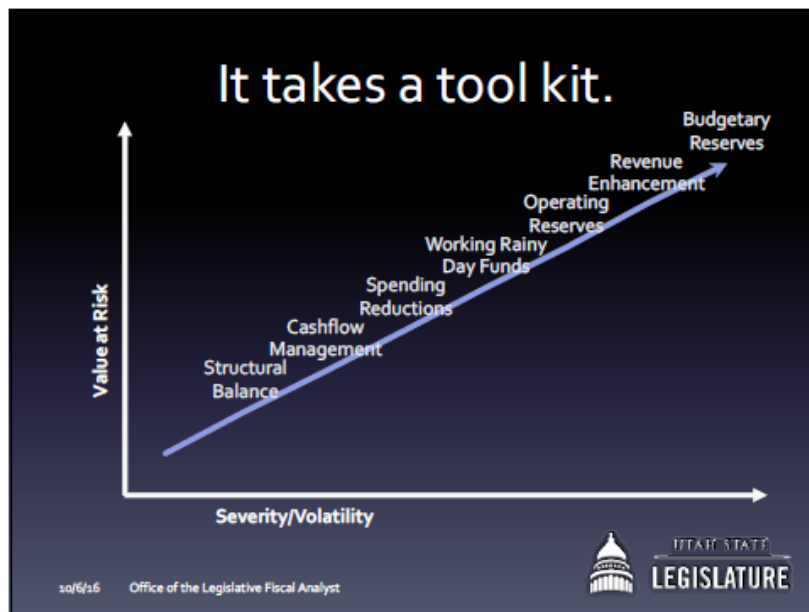 It takes a tool kit.
Budgetary
Reserves
Revenue
Enhancement
Operating
Reserves
Working Rainy
Day Funds
Spending
Reductions
Cashflow
Management
Structural
Balance
Value at Risk
Severity/Volatility
10/6/16 Office of the Legislative Fiscal Analyst
UTAH STATE
LEGISLATURE